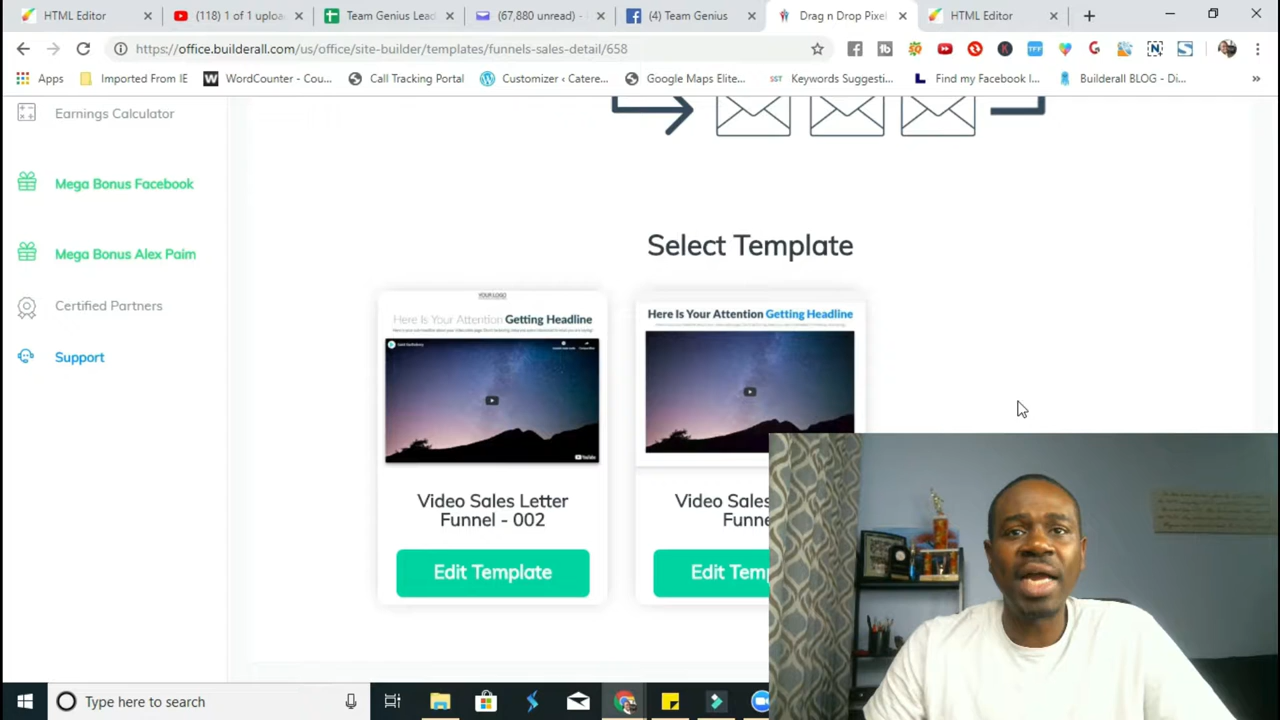 HTML Editor
(118) 1 of 1 uploa
Team Genius Lead
(67,880 unread) -
(4) Team Genius
Drag n Drop Pixel
HTML Editor
https://office.builderall.com/us/office/site-builder/templates/funnels-sales-detail/658
Apps
Imported From IE
WordCounter - Cou...
Call Tracking Portal
Customizer ‹ Catere...
Google Maps Elite...
SST
Keywords Suggesti...
Find my Facebook I...
Builderall BLOG - Di...
Earnings Calculator
Mega Bonus Facebook
Mega Bonus Alex Paim
Certified Partners
Support
Select Template
YOUR LOGO
Here Is Your Attention Getting Headline
Here Is Your Attention Getting Headline
YouTube
Video Sales Letter
Funnel - 002
Video Sales
Funne
Edit Template
Edit Temp
Type here to search